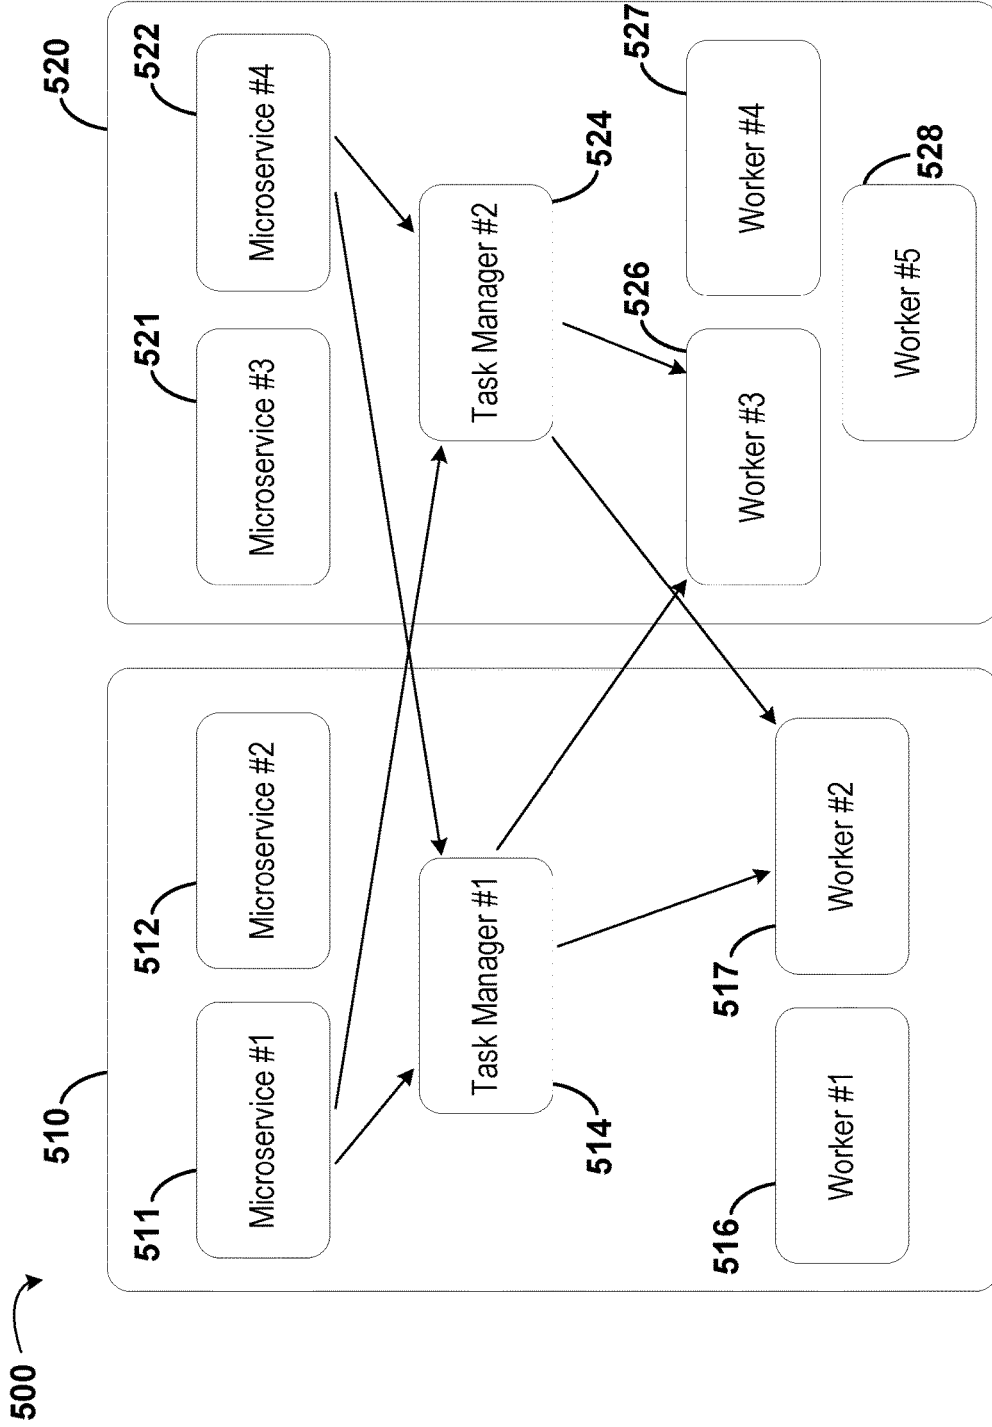 500
510
520
511
Microservice #1
512
Microservice #2
521
Microservice #3
522
Microservice #4
514
Task Manager #1
524
Task Manager #2
516
Worker #1
517
Worker #2
526
Worker #3
527
Worker #4
528
Worker #5